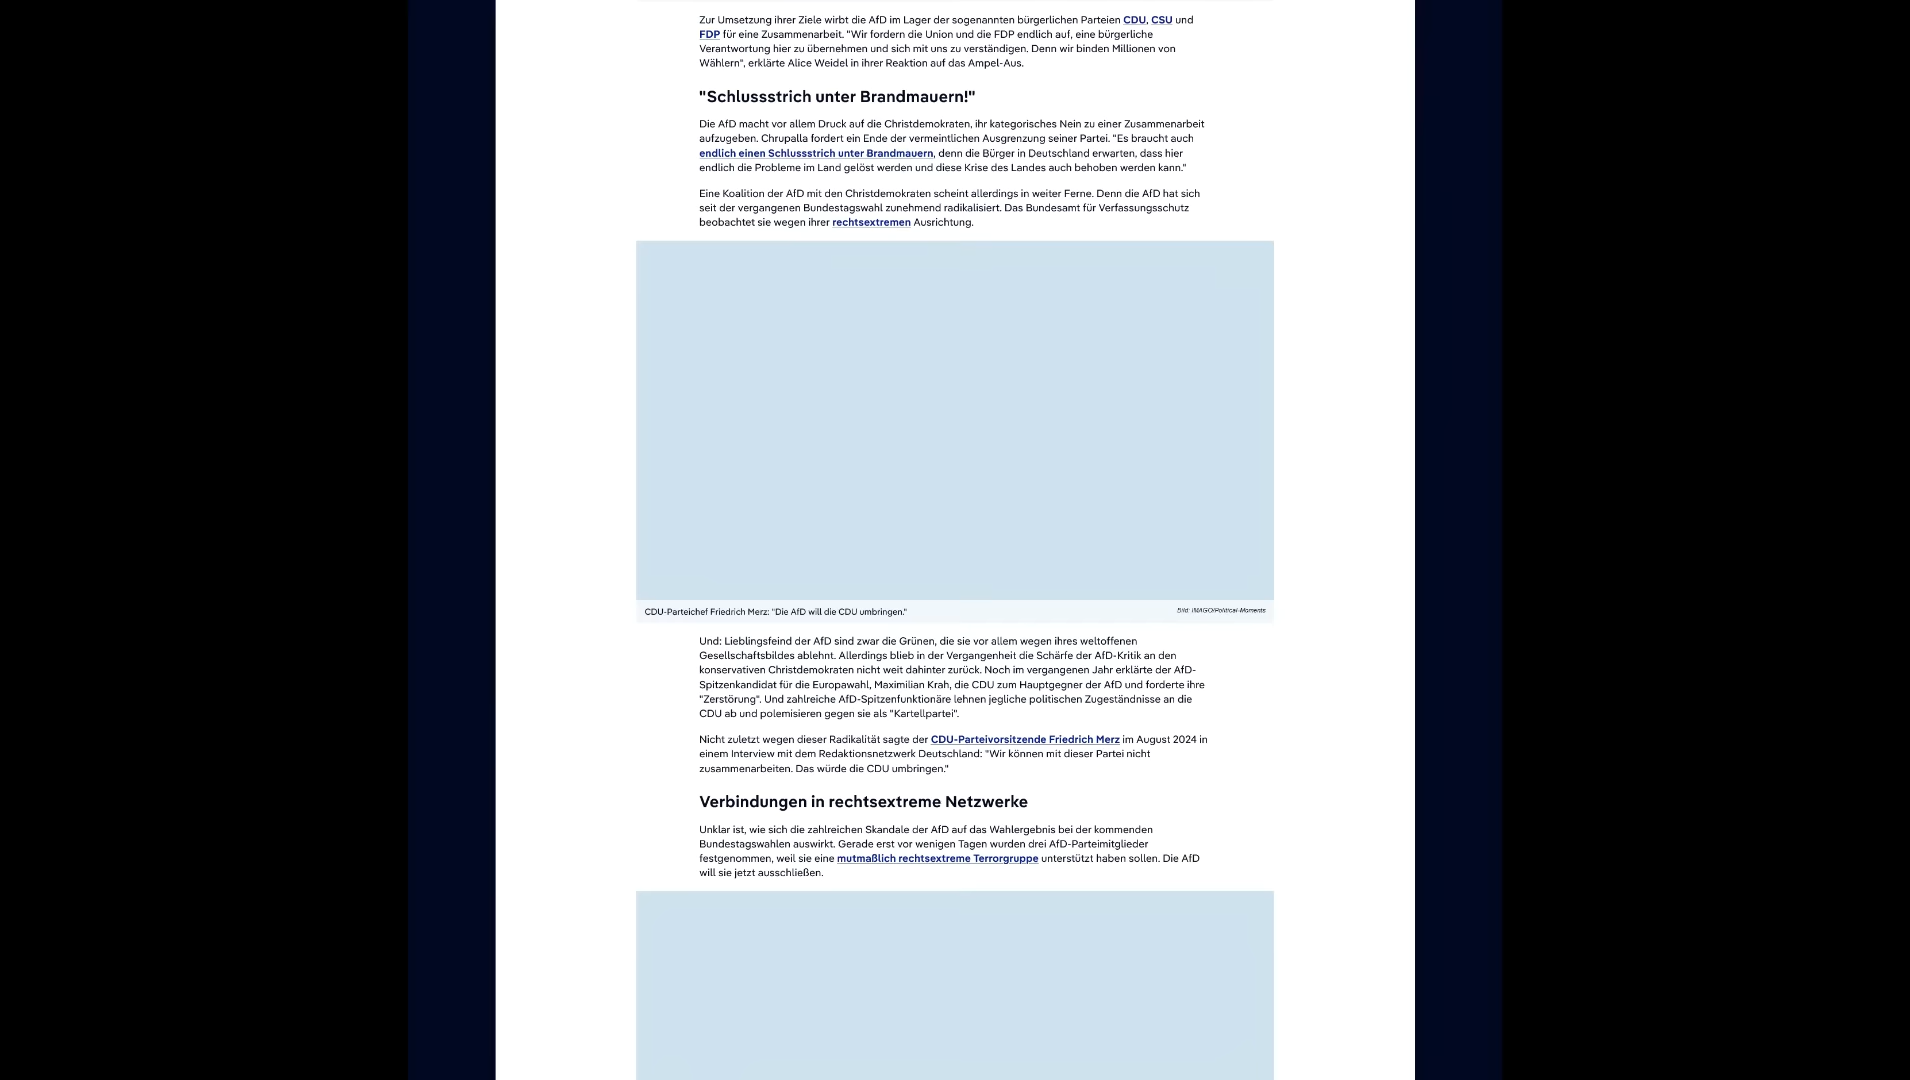 Zur Umsetzung ihrer Ziele wirbt die AfD im Lager der sogenannten bürgerlichen Parteien CDU, CSU und
FDP für eine Zusammenarbeit. "Wir fordern die Union und die FDP endlich auf, eine bürgerliche
Verantwortung hier zu übernehmen und sich mit uns zu verständigen. Denn wir binden Millionen von
Wählern", erklärte Alice Weidel in ihrer Reaktion auf das Ampel-Aus.
"Schlussstrich unter Brandmauern!"
Die AfD macht vor allem Druck auf die Christdemokraten, ihr kategorisches Nein zu einer Zusammenarbeit
aufzugeben. Chrupalla fordert ein Ende der vermeintlichen Ausgrenzung seiner Partei. "Es braucht auch
endlich einen Schlussstrich unter Brandmauern, denn die Bürger in Deutschland erwarten, dass hier
endlich die Probleme im Land gelöst werden und diese Krise des Landes auch behoben werden kann."
Eine Koalition der AfD mit den Christdemokraten scheint allerdings in weiter Ferne. Denn die AfD hat sich
seit der vergangenen Bundestagswahl zunehmend radikalisiert. Das Bundesamt für Verfassungsschutz
beobachtet sie wegen ihrer rechtsextremen Ausrichtung.
CDU-Parteichef Friedrich Merz: "Die AfD will die CDU umbringen."
Bild: IMAGO/Political-Moments
Und: Lieblingsfeind der AfD sind zwar die Grünen, die sie vor allem wegen ihres weltoffenen
Gesellschaftsbildes ablehnt. Allerdings blieb in der Vergangenheit die Schärfe der AfD-Kritik an den
konservativen Christdemokraten nicht weit dahinter zurück. Noch im vergangenen Jahr erklärte der AfD-
Spitzenkandidat für die Europawahl, Maximilian Krah, die CDU zum Hauptgegner der AfD und forderte ihre
"Zerstörung". Und zahlreiche AfD-Spitzenfunktionäre lehnen jegliche politischen Zugeständnisse an die
CDU ab und polemisieren gegen sie als "Kartellpartei".
Nicht zuletzt wegen dieser Radikalität sagte der CDU-Parteivorsitzende Friedrich Merz im August 2024 in
einem Interview mit dem Redaktionsnetzwerk Deutschland: "Wir können mit dieser Partei nicht
zusammenarbeiten. Das würde die CDU umbringen."
Verbindungen in rechtsextreme Netzwerke
Unklar ist, wie sich die zahlreichen Skandale der AfD auf das Wahlergebnis bei der kommenden
Bundestagswahlen auswirkt. Gerade erst vor wenigen Tagen wurden drei AfD-Parteimitglieder
festgenommen, weil sie eine mutmaßlich rechtsextreme Terrorgruppe unterstützt haben sollen. Die AfD
will sie jetzt ausschließen.